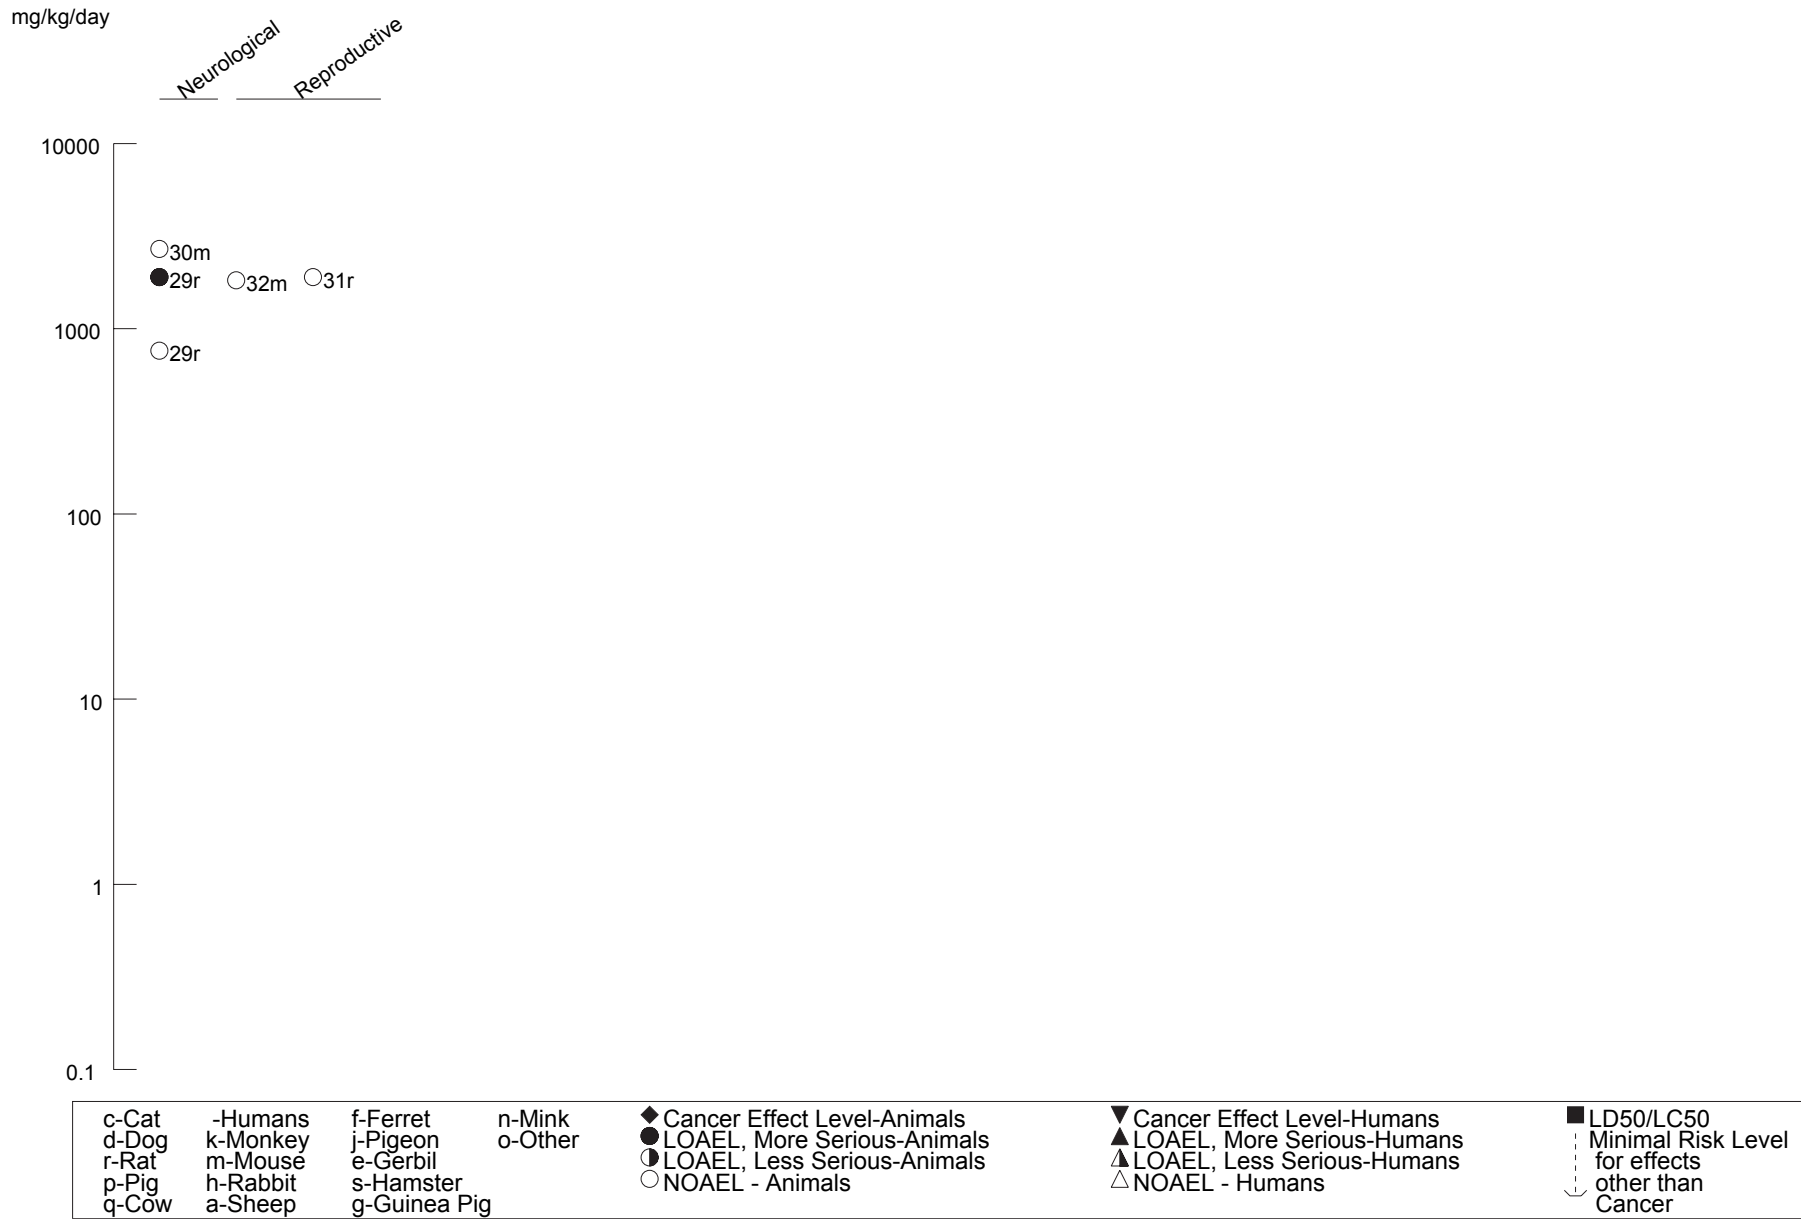 mg/kg/day
Neurological
Reproductive
10000
30m
29r
32m
31r
1000
29r
100
10
1
0.1
c-Cat -Humans f-Ferret n-Mink Cancer Effect Level-Animals Cancer Effect Level-Humans LD50/LC50
d-Dog k-Monkey j-Pigeon o-Other LOAEL, More Serious-Animals LOAEL, More Serious-Humans Minimal Risk Level
r-Rat m-Mouse e-Gerbil LOAEL, Less Serious-Animals LOAEL, Less Serious-Humans for effects
p-Pig h-Rabbit s-Hamster NOAEL - Animals NOAEL - Humans other than
q-Cow a-Sheep g-Guinea Pig Cancer